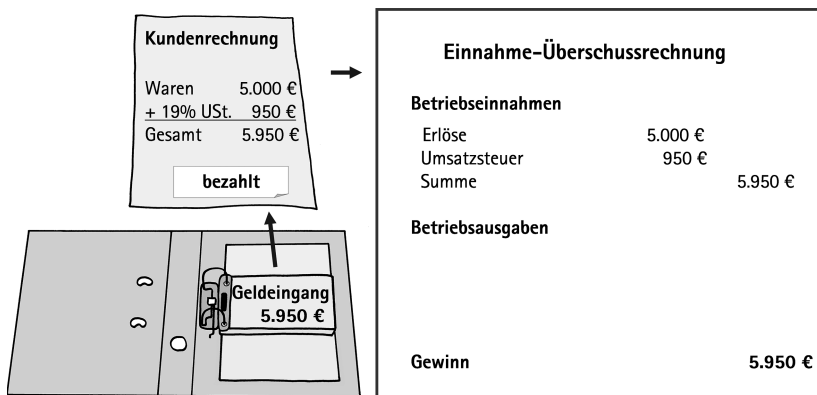 Kundenrechnung
Waren 5.000 €
+ 19% USt. 950 €
Gesamt 5.950 €
bezahlt
Geldeingang
5.950 €
Einnahme-Überschussrechnung
Betriebseinnahmen
Erlöse 5.000 €
Umsatzsteuer 950 €
Summe 5.950 €
Betriebsausgaben
Gewinn 5.950 €